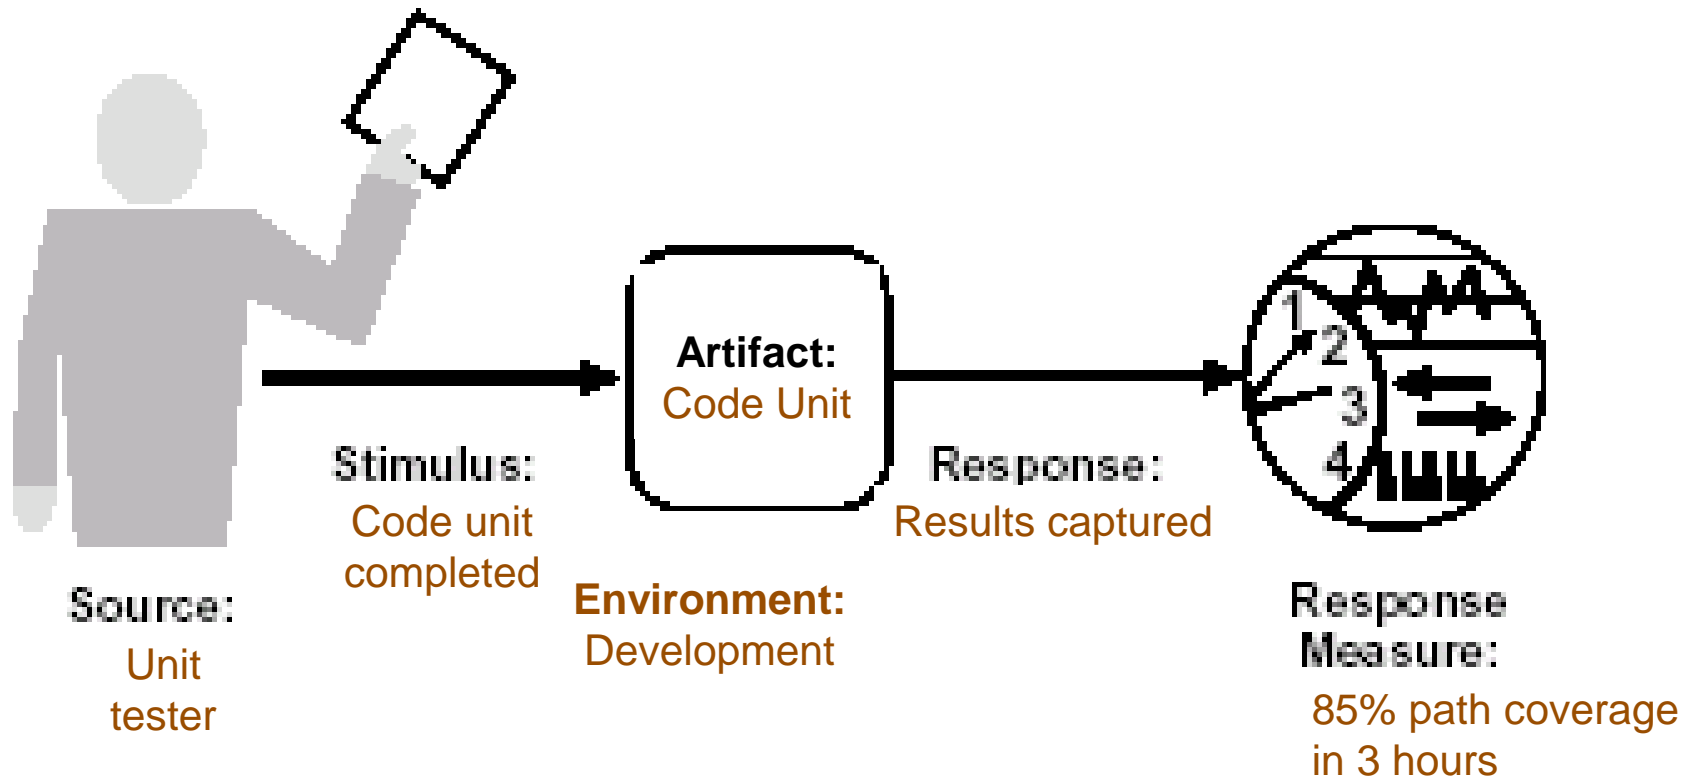 Source:
Unit
tester
Stimulus:
Code unit
completed
Artifact:
Code Unit
Environment:
Development
Response:
Results captured
1
2
3
4
Response
Measure:
85% path coverage
in 3 hours